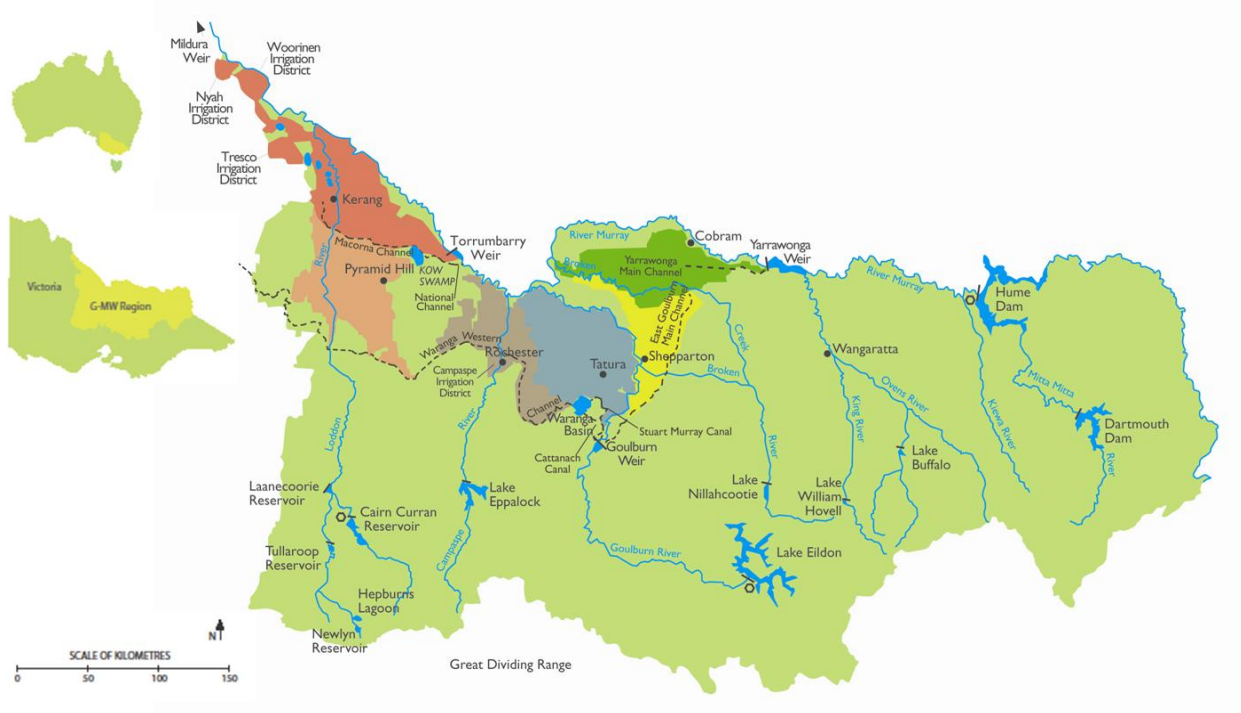 Mildura
Weir
Woorinen
Irrigation
District
Nyah
Irrigation
District
Tresco
Irrigation
District
Kerang
Macorna Channel
Torrumbarry
Weir
River
Pyramid Hill
KOW
SWAMP
National
Channel
River Murray
Cobram
Broken
Yarrawonga
Main Channel
Yarrawonga
Weir
River Murray
Hume
Dam
East Goulburn
Main Channel
Victoria
G-MW Region
Waranga
Western
Rochester
Campaspe
Irrigation
District
Tatura
Shepparton
Creek
Broken
Wangaratta
Ovens River
Mitta Mitta
Channel
Waranga
Basin
Stuart Murray Canal
Cattanach
Canal
Goulburn
Weir
Loddon
River
King River
Kiewa River
River
Dartmouth
Dam
River
Lake
Buffalo
Laanecoorie
Reservoir
Lake
Eppalock
Lake
Nillahcootie
Lake
William
Hovell
Cairn Curran
Reservoir
Tullaroop
Reservoir
Campaspe
Goulburn River
Lake Eildon
Hepburns
Lagoon
Newlyn
Reservoir
N
SCALE OF KILOMETRES
0 50 100 150
Great Dividing Range